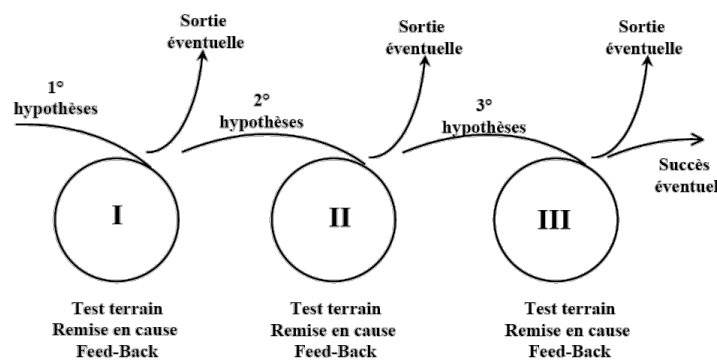 Sortie
éventuelle
Sortie
éventuelle
Sortie
éventuelle
1°
hypothèses
2°
hypothèses
3°
hypothèses
Succès
éventuel
I
II
III
Test terrain
Remise en cause
Feed-Back
Test terrain
Remise en cause
Feed-Back
Test terrain
Remise en cause
Feed-Back